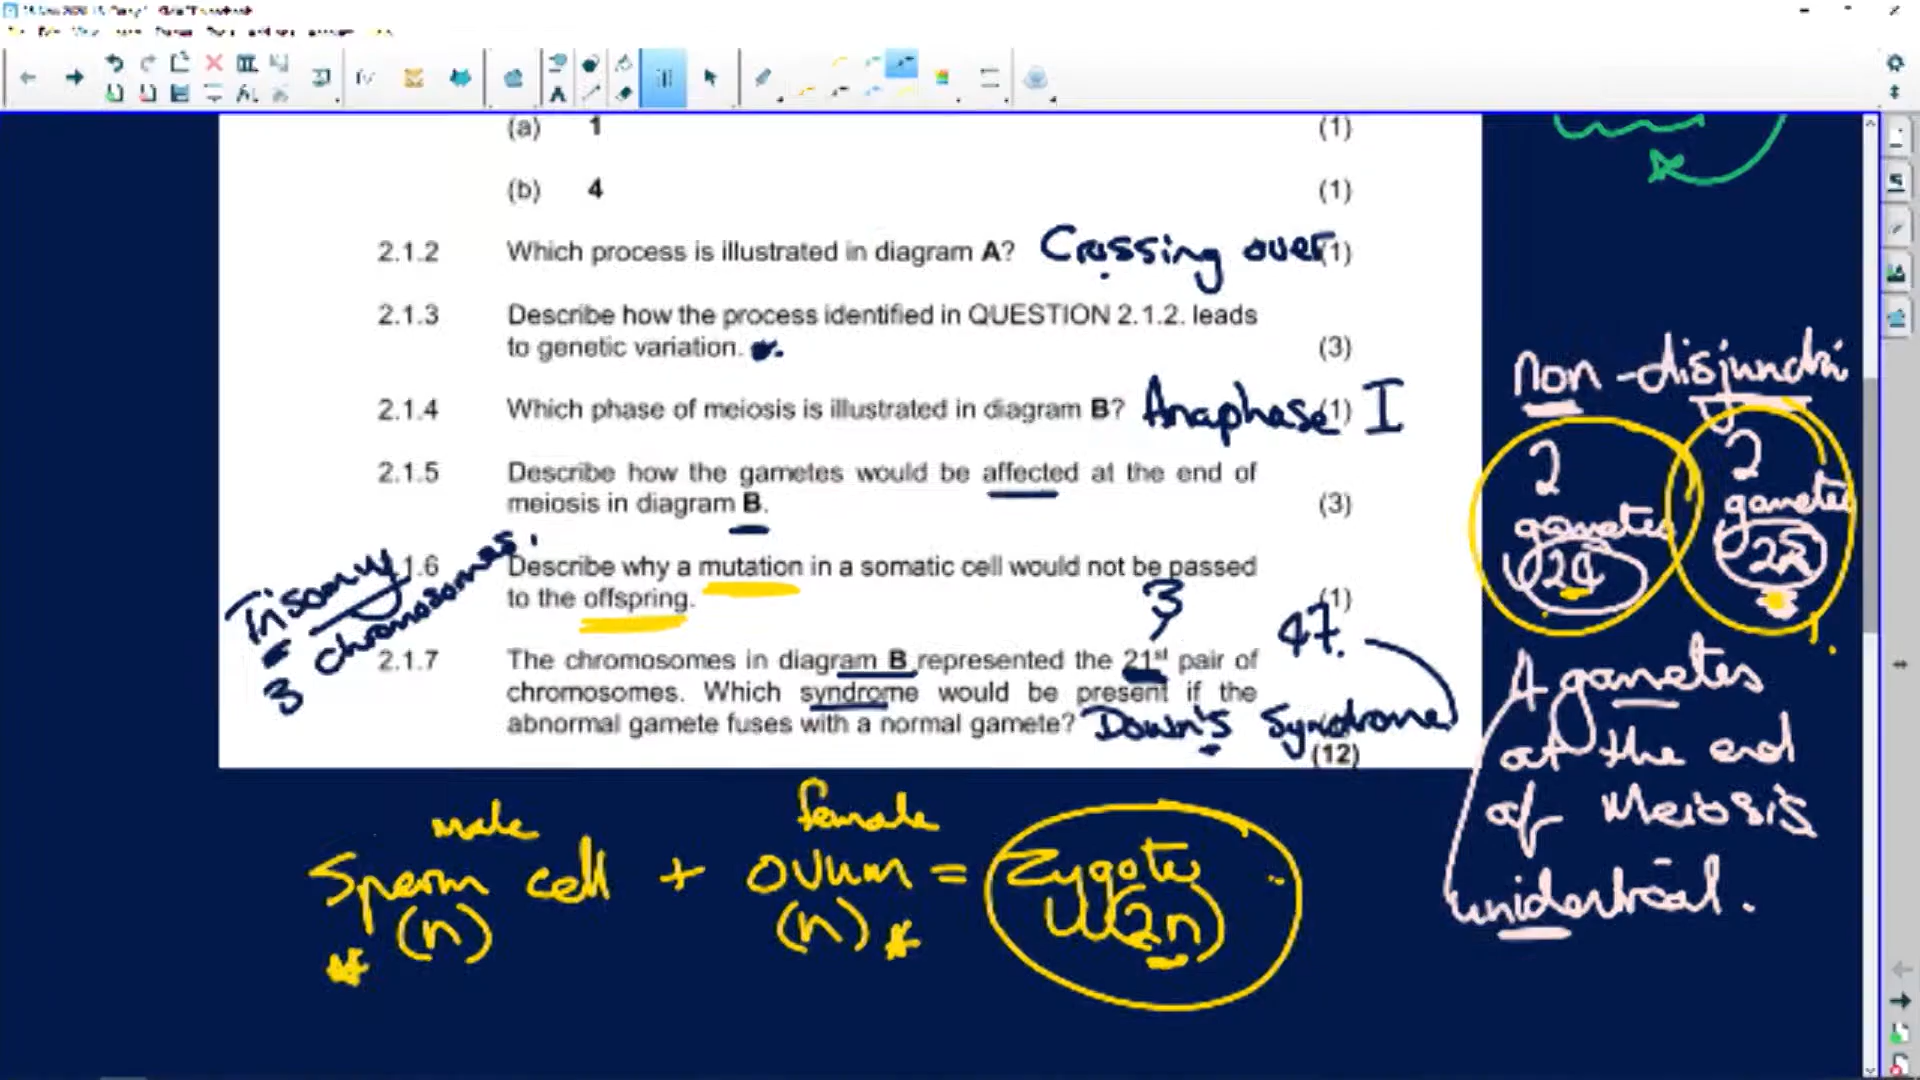 (a) 1 (1)
(b) 4 (1)
2.1.2 Which process is illustrated in diagram A? Crossing over (1)
2.1.3 Describe how the process identified in QUESTION 2.1.2. leads
to genetic variation. (3)
2.1.4 Which phase of meiosis is illustrated in diagram B? Anaphase (1) I
2.1.5 Describe how the gametes would be affected at the end of
meiosis in diagram B. (3)
1.6 Describe why a mutation in a somatic cell would not be passed
to the offspring. (1)
3
47.
2.1.7 The chromosomes in diagram B represented the 21st pair of
chromosomes. Which syndrome would be present if the
abnormal gamete fuses with a normal gamete? Down's Syndrome
(12)
Trisomy
= chromosomes.
3
non-disjuncti
2
gametes
24
2
gametes
22
4 gametes
at the end
of Meiosis
unidentical.
male female
Sperm cell + ovum = Zygote
(n) (n) (2n)